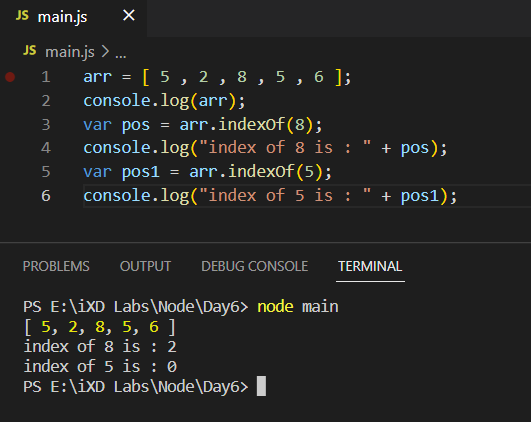 JS main.js ×
JS main.js > ...
1 arr = [ 5 , 2 , 8 , 5 , 6 ];
2 console.log(arr);
3 var pos = arr.indexOf(8);
4 console.log("index of 8 is : " + pos);
5 var pos1 = arr.indexOf(5);
6 console.log("index of 5 is : " + pos1);
PROBLEMS OUTPUT DEBUG CONSOLE TERMINAL
PS E:\iXD Labs\Node\Day6> node main
[ 5, 2, 8, 5, 6 ]
index of 8 is : 2
index of 5 is : 0
PS E:\iXD Labs\Node\Day6>